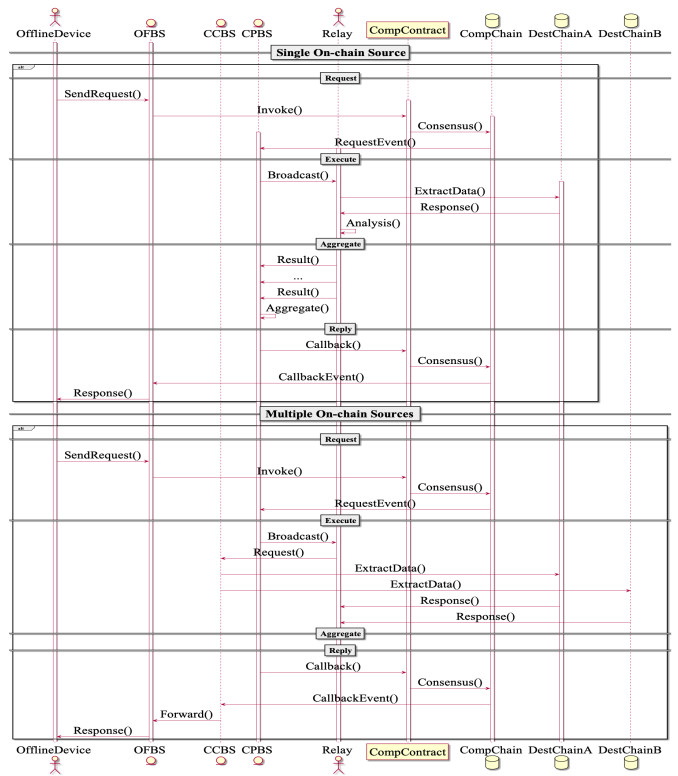 OfflineDevice OFBS CCBS CPBS Relay CompContract CompChain DestChainA DestChainB
Single On-chain Source
alt
Request
SendRequest()
Invoke()
Consensus()
RequestEvent()
Execute
Broadcast()
ExtractData()
Response()
Analysis()
Aggregate
Result()
...
Result()
Aggregate()
Reply
Callback()
Consensus()
CallbackEvent()
Response()
Multiple On-chain Sources
alt
Request
SendRequest()
Invoke()
Consensus()
RequestEvent()
Execute
Broadcast()
Request()
ExtractData()
ExtractData()
Response()
Response()
Aggregate
Reply
Callback()
Consensus()
CallbackEvent()
Forward()
Response()
OfflineDevice OFBS CCBS CPBS Relay CompContract CompChain DestChainA DestChainB